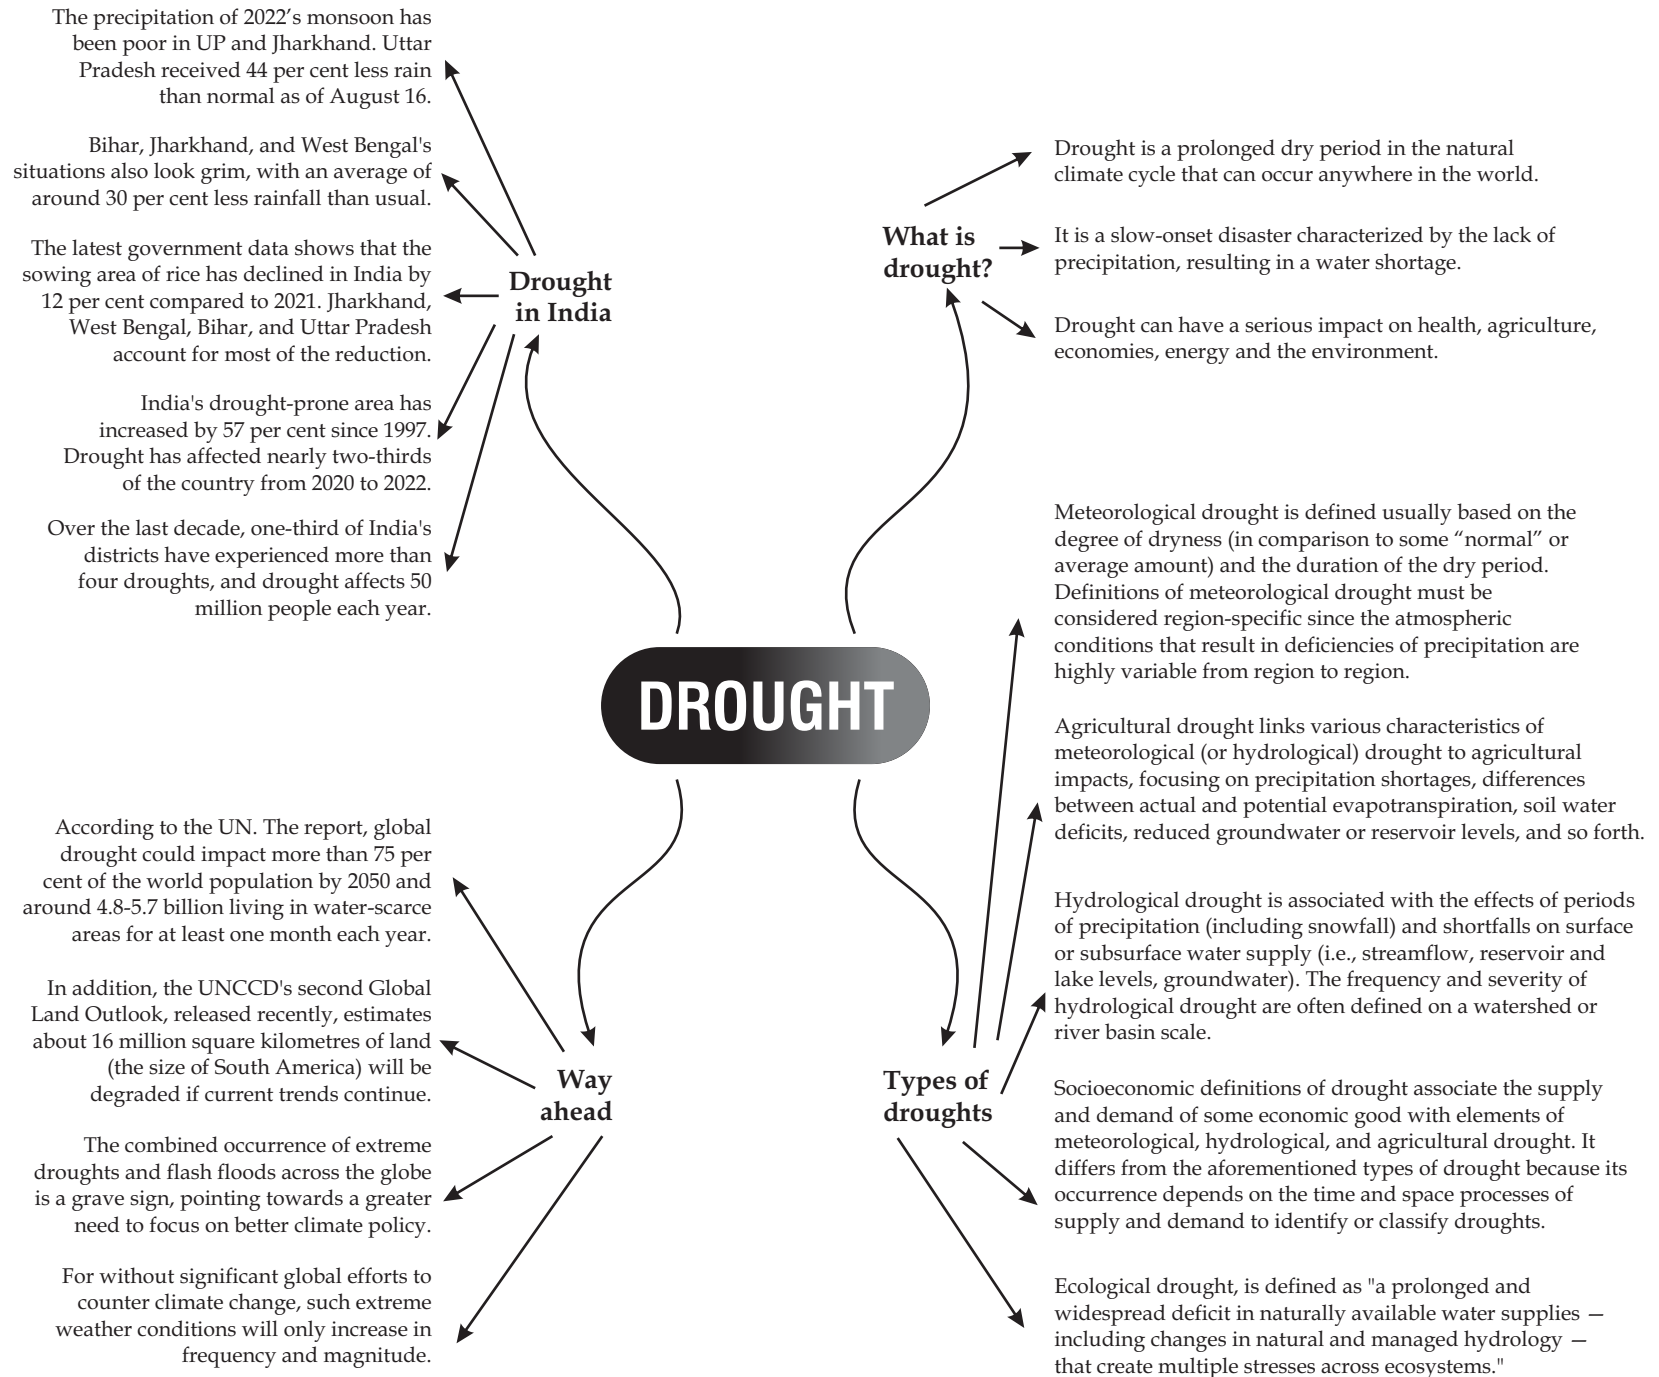 The precipitation of 2022’s monsoon has
been poor in UP and Jharkhand. Uttar
Pradesh received 44 per cent less rain
than normal as of August 16.
Bihar, Jharkhand, and West Bengal's
situations also look grim, with an average of
around 30 per cent less rainfall than usual.
The latest government data shows that the
sowing area of rice has declined in India by
12 per cent compared to 2021. Jharkhand,
West Bengal, Bihar, and Uttar Pradesh
account for most of the reduction.
India's drought-prone area has
increased by 57 per cent since 1997.
Drought has affected nearly two-thirds
of the country from 2020 to 2022.
Over the last decade, one-third of India's
districts have experienced more than
four droughts, and drought affects 50
million people each year.
Drought
in India
What is
drought?
Drought is a prolonged dry period in the natural
climate cycle that can occur anywhere in the world.
It is a slow-onset disaster characterized by the lack of
precipitation, resulting in a water shortage.
Drought can have a serious impact on health, agriculture,
economies, energy and the environment.
DROUGHT
According to the UN. The report, global
drought could impact more than 75 per
cent of the world population by 2050 and
around 4.8-5.7 billion living in water-scarce
areas for at least one month each year.
In addition, the UNCCD's second Global
Land Outlook, released recently, estimates
about 16 million square kilometres of land
(the size of South America) will be
degraded if current trends continue.
The combined occurrence of extreme
droughts and flash floods across the globe
is a grave sign, pointing towards a greater
need to focus on better climate policy.
For without significant global efforts to
counter climate change, such extreme
weather conditions will only increase in
frequency and magnitude.
Way
ahead
Types of
droughts
Meteorological drought is defined usually based on the
degree of dryness (in comparison to some “normal” or
average amount) and the duration of the dry period.
Definitions of meteorological drought must be
considered region-specific since the atmospheric
conditions that result in deficiencies of precipitation are
highly variable from region to region.
Agricultural drought links various characteristics of
meteorological (or hydrological) drought to agricultural
impacts, focusing on precipitation shortages, differences
between actual and potential evapotranspiration, soil water
deficits, reduced groundwater or reservoir levels, and so forth.
Hydrological drought is associated with the effects of periods
of precipitation (including snowfall) and shortfalls on surface
or subsurface water supply (i.e., streamflow, reservoir and
lake levels, groundwater). The frequency and severity of
hydrological drought are often defined on a watershed or
river basin scale.
Socioeconomic definitions of drought associate the supply
and demand of some economic good with elements of
meteorological, hydrological, and agricultural drought. It
differs from the aforementioned types of drought because its
occurrence depends on the time and space processes of
supply and demand to identify or classify droughts.
Ecological drought, is defined as "a prolonged and
widespread deficit in naturally available water supplies —
including changes in natural and managed hydrology —
that create multiple stresses across ecosystems."